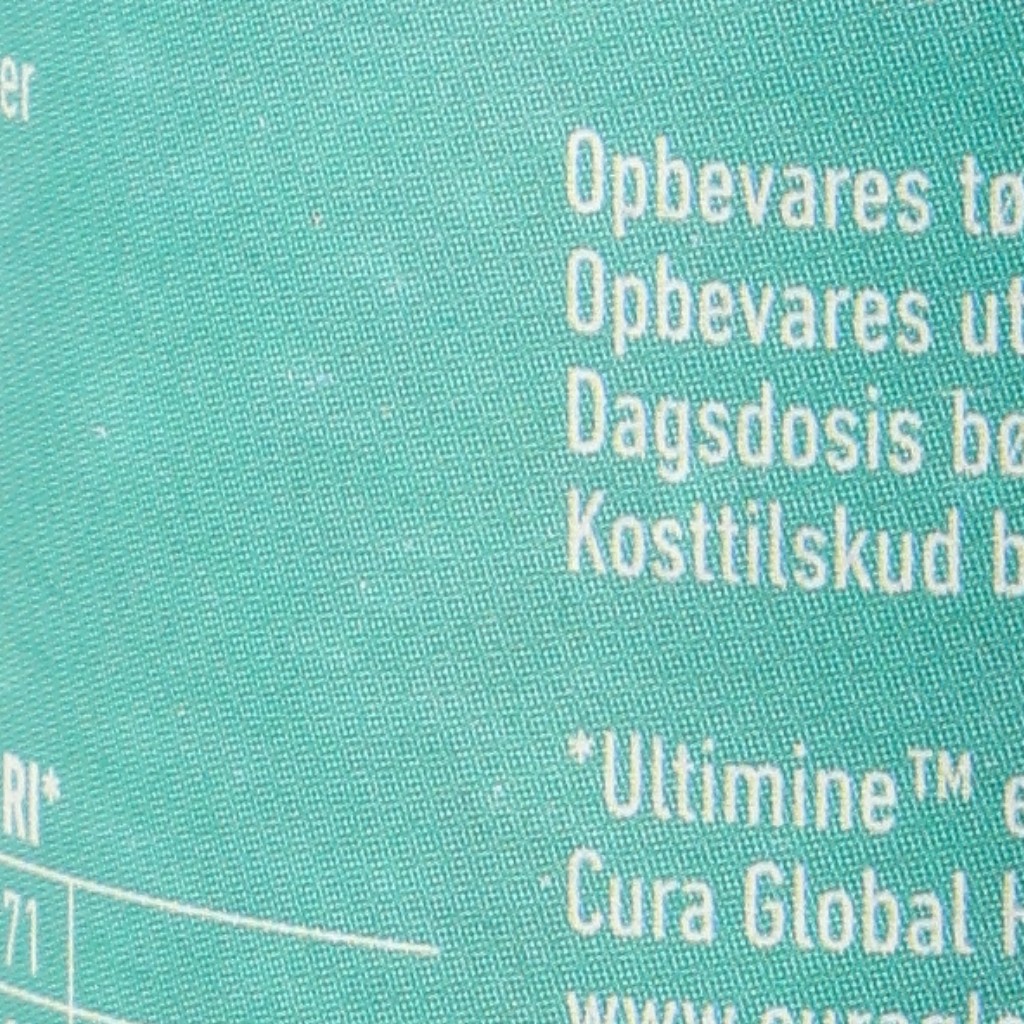 er
Opbevares tø
Opbevares ut
Dagsdosis bø
Kosttilskud b
RI*
71
*Ultimine™ e
Cura Global H